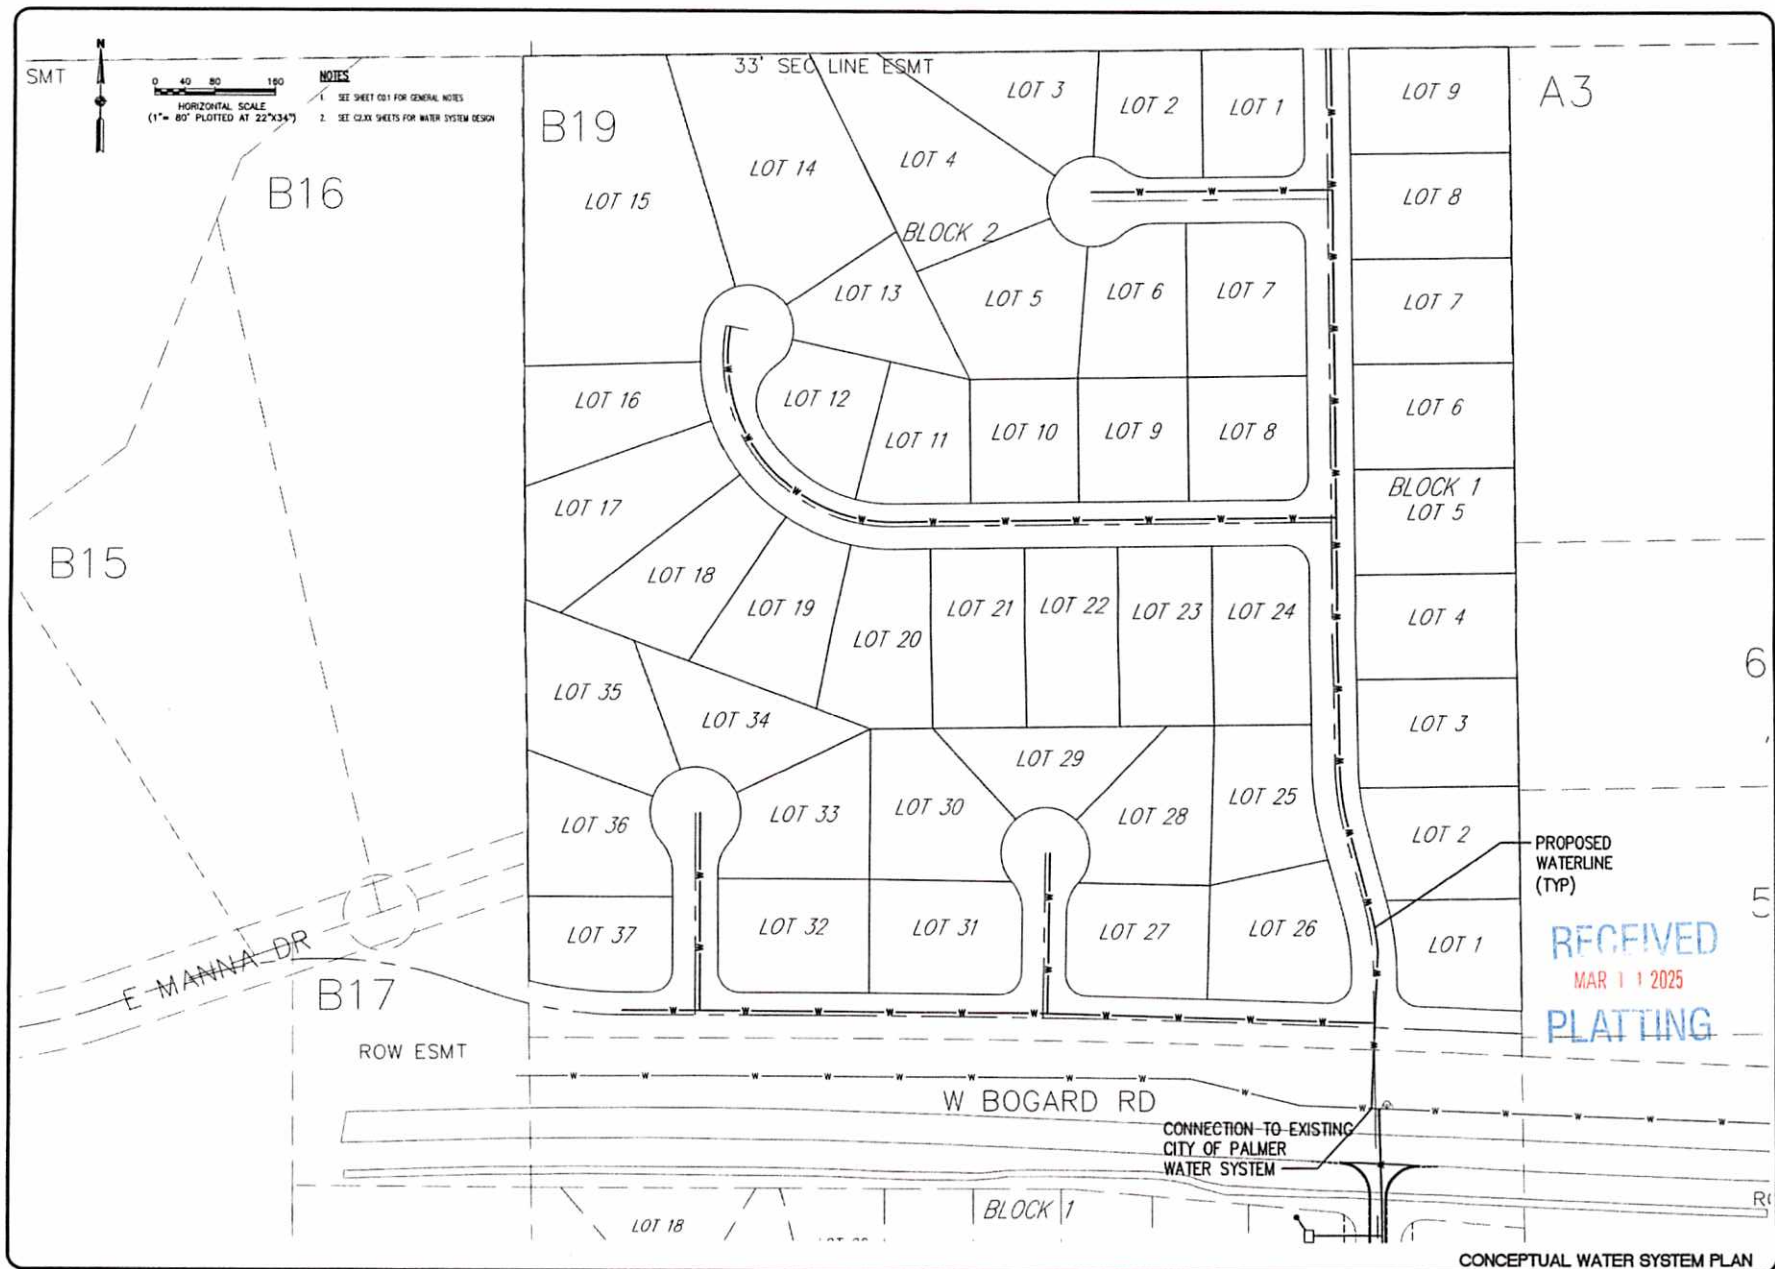 N
SMT
0 40 80 160
HORIZONTAL SCALE
(1"= 80' PLOTTED AT 22"X34")
NOTES
1. SEE SHEET C0.1 FOR GENERAL NOTES
2. SEE C2.XX SHEETS FOR WATER SYSTEM DESIGN
33' SEC LINE ESMT
B19
B16
B15
B17
A3
6
5
LOT 15
LOT 14
LOT 4
LOT 3
LOT 2
LOT 1
LOT 9
LOT 8
BLOCK 2
LOT 13
LOT 5
LOT 6
LOT 7
LOT 7
LOT 16
LOT 12
LOT 11
LOT 10
LOT 9
LOT 8
LOT 6
BLOCK 1
LOT 5
LOT 17
LOT 18
LOT 19
LOT 20
LOT 21
LOT 22
LOT 23
LOT 24
LOT 4
LOT 35
LOT 34
LOT 29
LOT 3
LOT 36
LOT 33
LOT 30
LOT 28
LOT 25
LOT 2
PROPOSED
WATERLINE
(TYP)
LOT 37
LOT 32
LOT 31
LOT 27
LOT 26
LOT 1
RECEIVED
MAR 11 2025
PLATTING
E MANNA DR
ROW ESMT
W BOGARD RD
CONNECTION TO EXISTING
CITY OF PALMER
WATER SYSTEM
LOT 18
BLOCK 1
CONCEPTUAL WATER SYSTEM PLAN